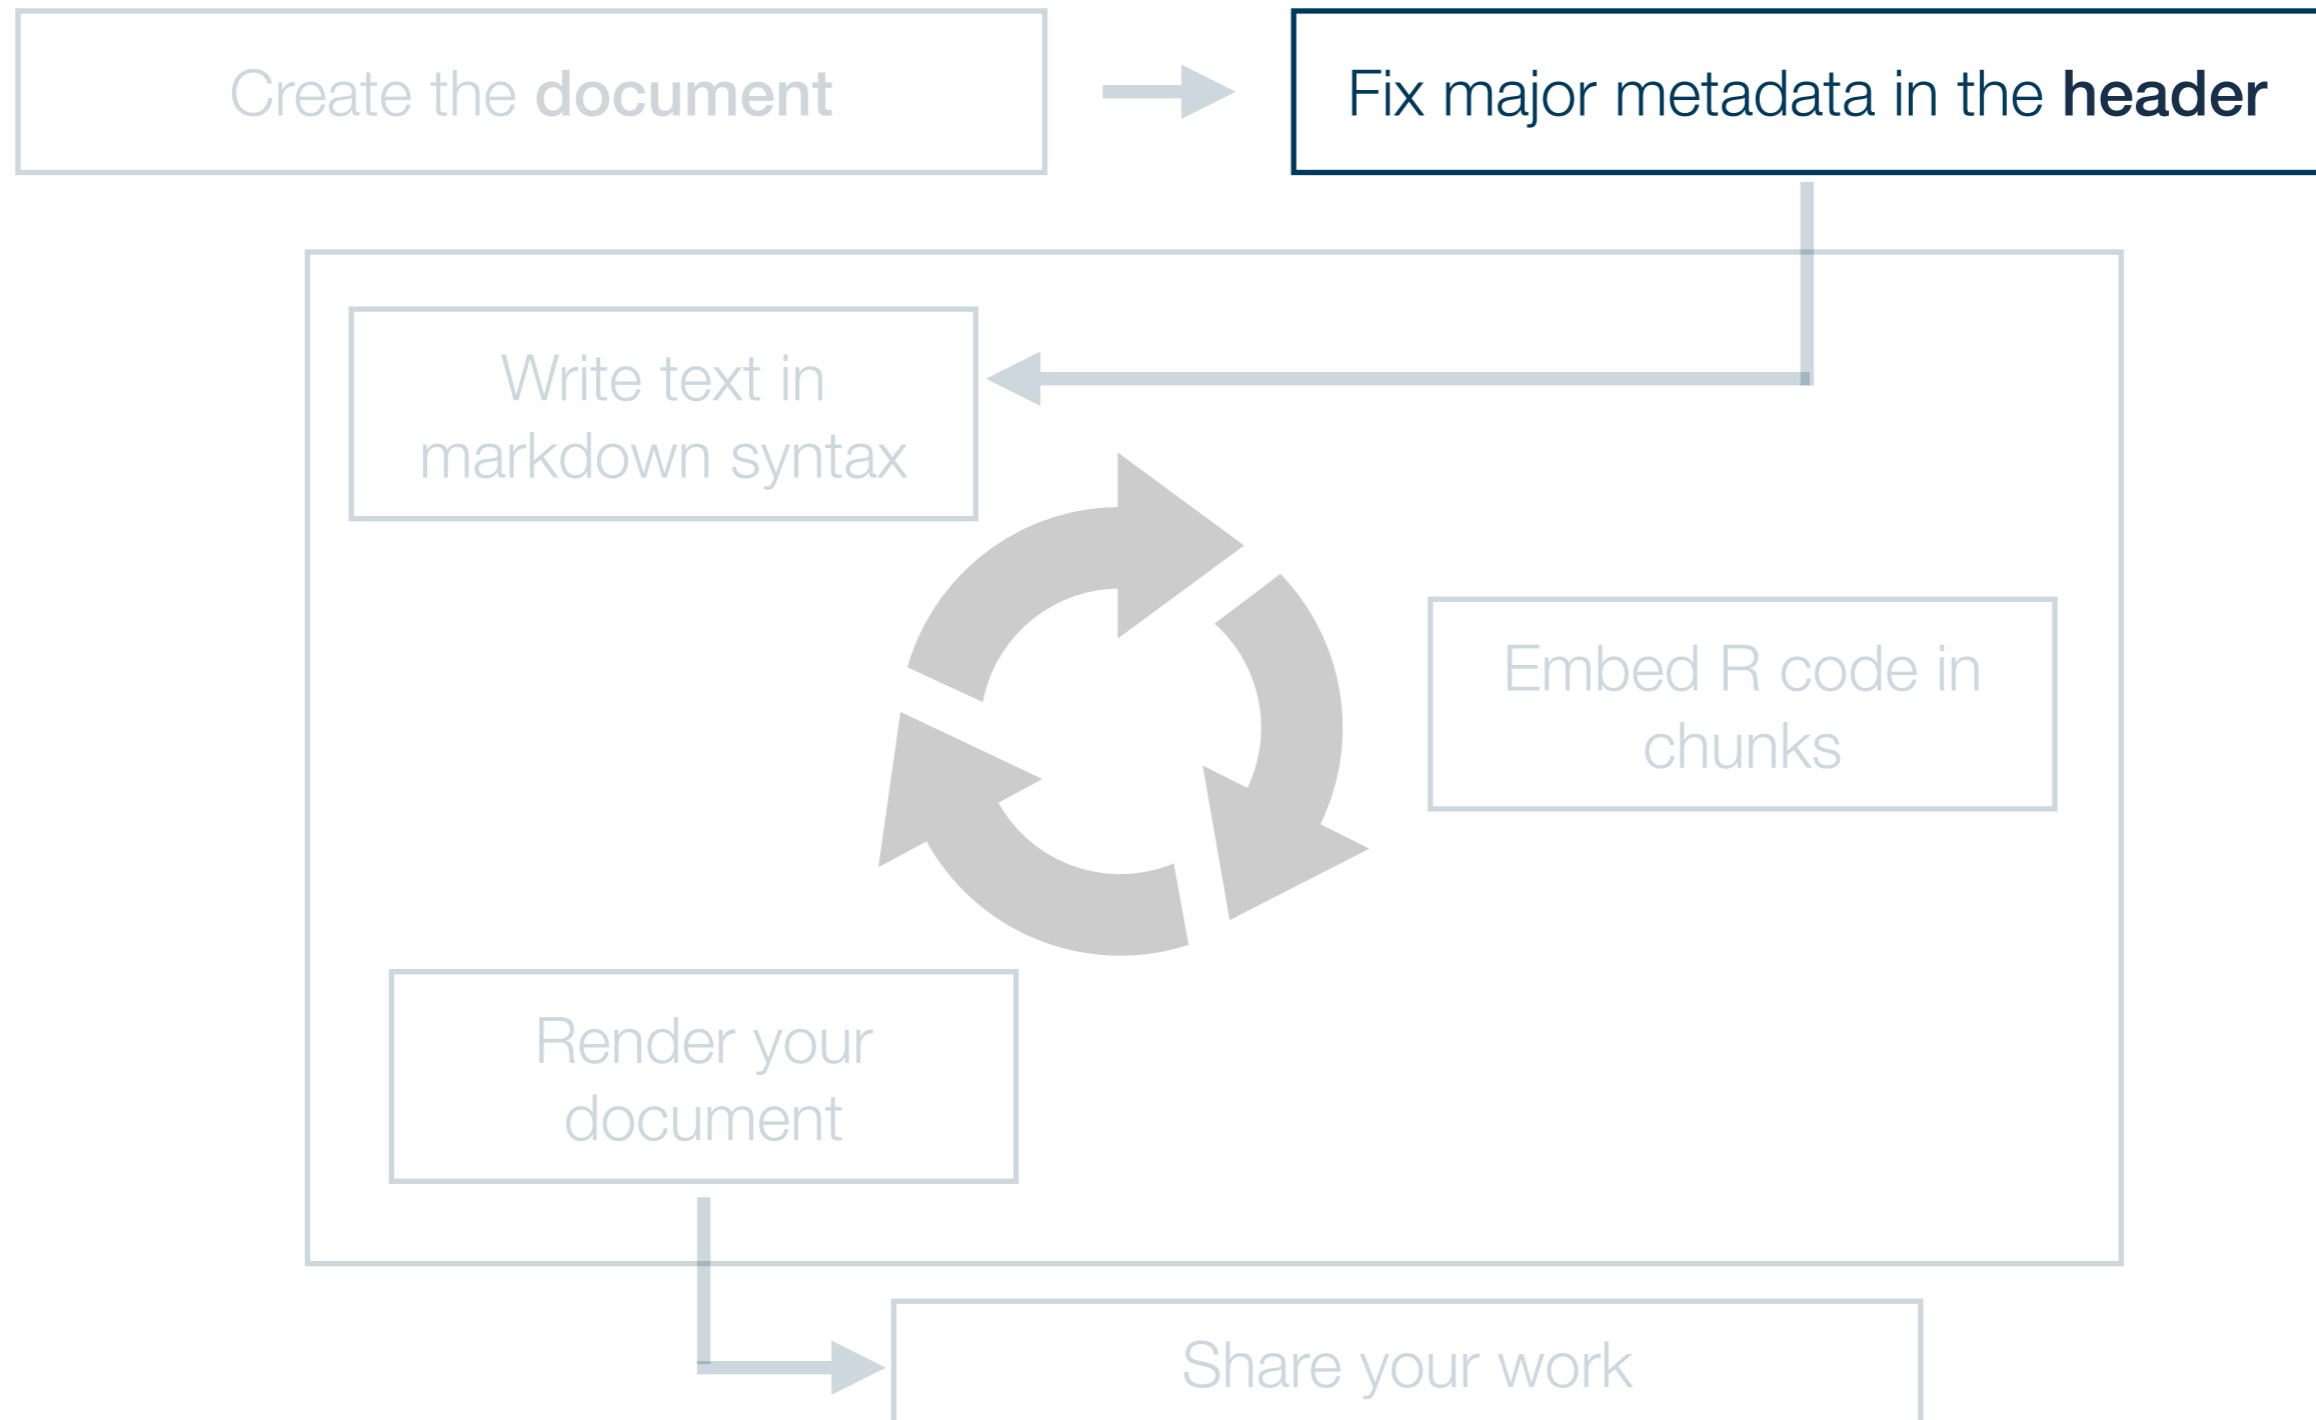 Create the document
Fix major metadata in the header
Write text in
markdown syntax
Embed R code in
chunks
Render your
document
Share your work